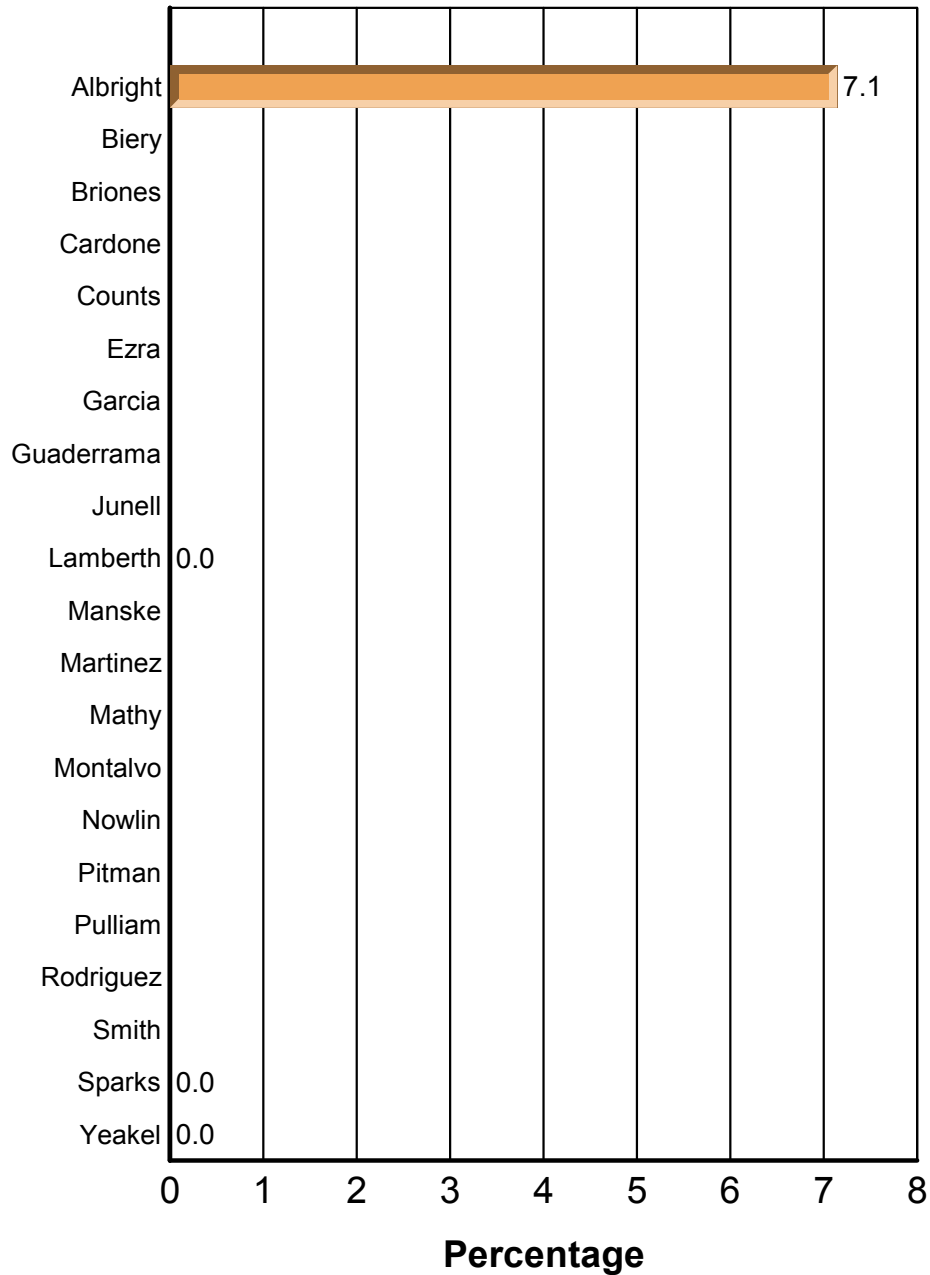 Albright 7.1
Biery
Briones
Cardone
Counts
Ezra
Garcia
Guaderrama
Junell
Lamberth 0.0
Manske
Martinez
Mathy
Montalvo
Nowlin
Pitman
Pulliam
Rodriguez
Smith
Sparks 0.0
Yeakel 0.0
0 1 2 3 4 5 6 7 8
Percentage